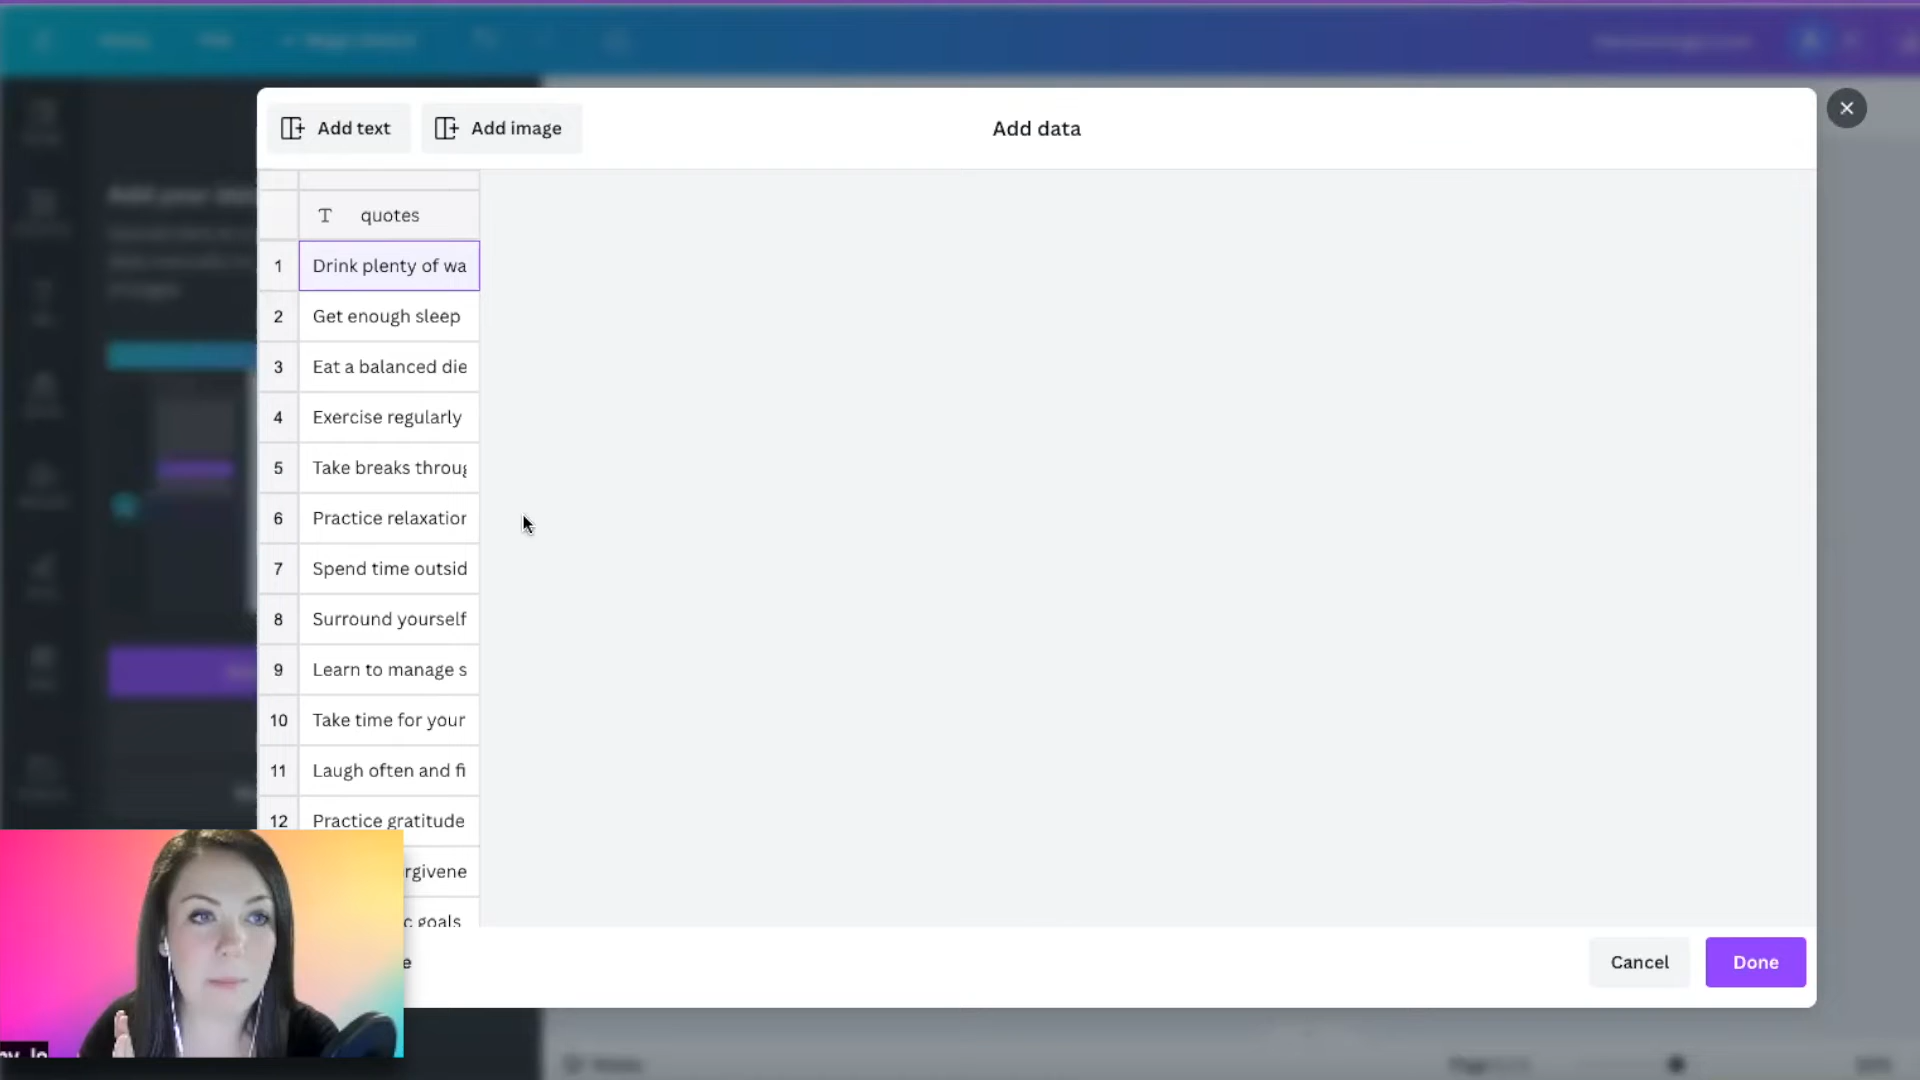 Add text
Add image
Add data
quotes
1 Drink plenty of wa
2 Get enough sleep
3 Eat a balanced die
4 Exercise regularly
5 Take breaks throug
6 Practice relaxation
7 Spend time outsid
8 Surround yourself
9 Learn to manage s
10 Take time for your
11 Laugh often and fi
12 Practice gratitude
rgivene
c goals
e
Cancel
Done